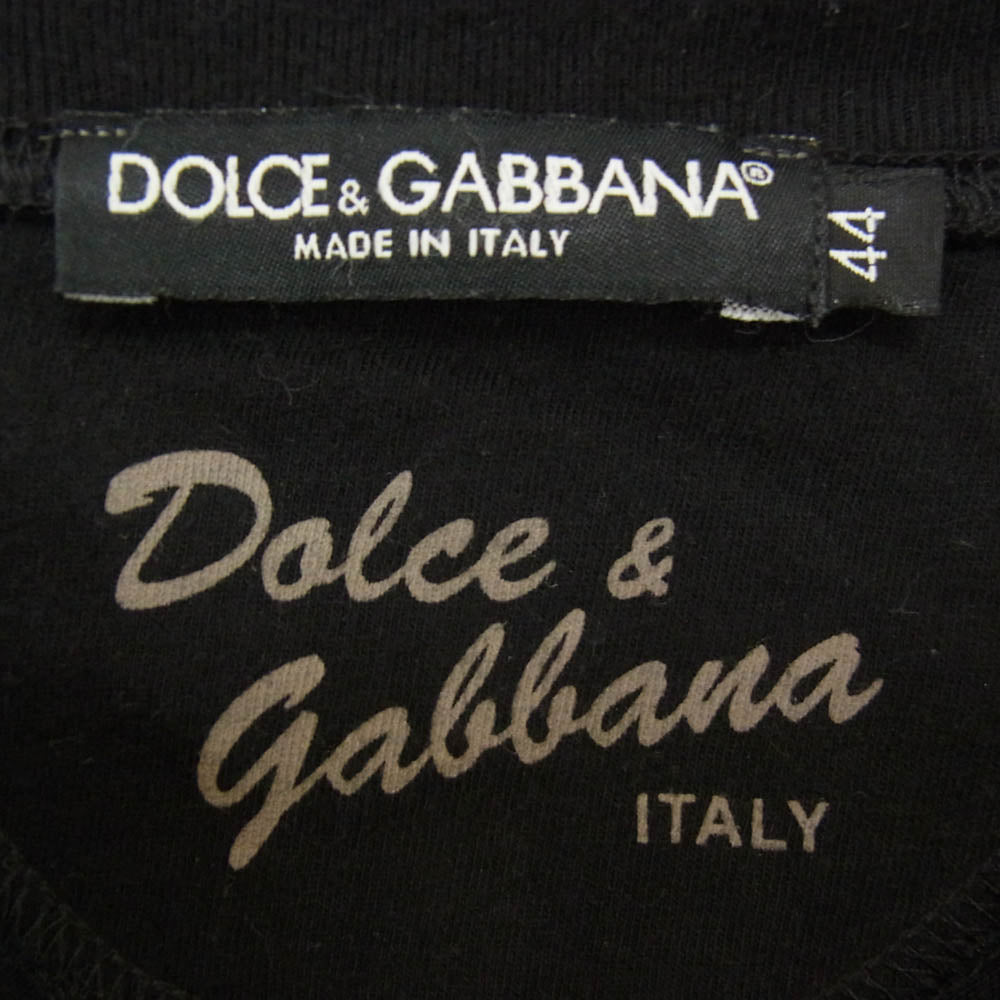 DOLCE & GABBANA®
MADE IN ITALY
44
Dolce &
Gabbana
ITALY